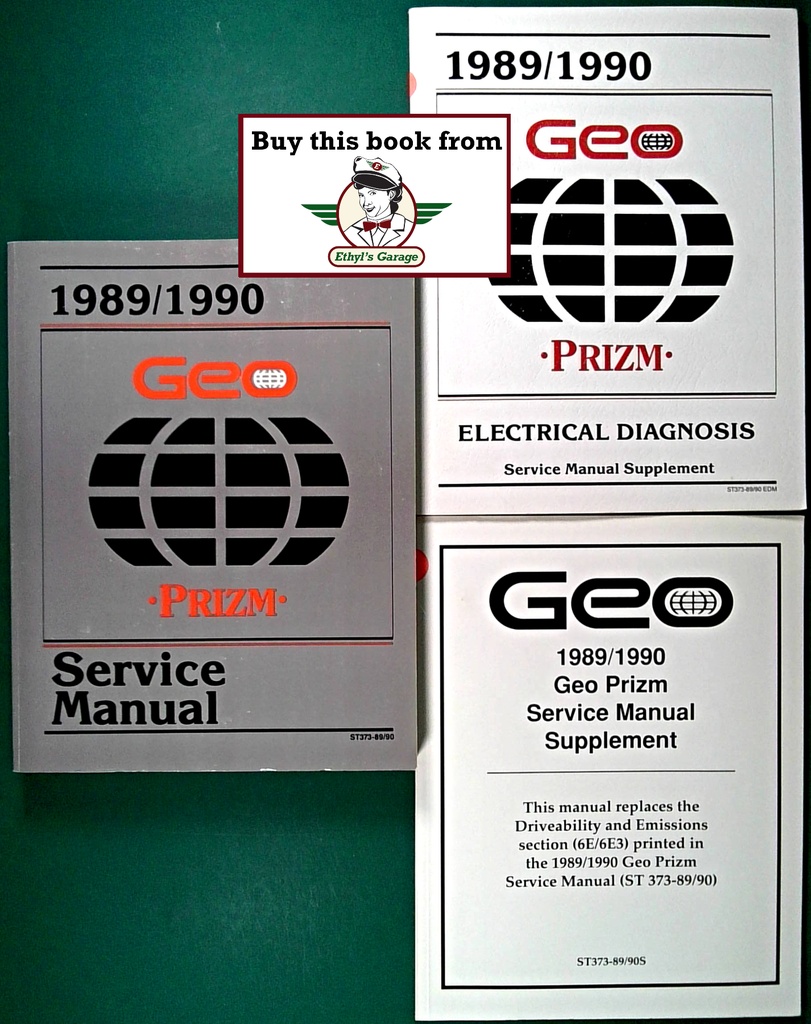 Buy this book from
E
Ethyl's Garage
1989/1990
Geo
·PRIZM·
Service
Manual
ST373-89/90
1989/1990
Geo
·PRIZM·
ELECTRICAL DIAGNOSIS
Service Manual Supplement
ST373-89/90 EDM
Geo
1989/1990
Geo Prizm
Service Manual
Supplement
This manual replaces the
Driveability and Emissions
section (6E/6E3) printed in
the 1989/1990 Geo Prizm
Service Manual (ST 373-89/90)
ST373-89/90S